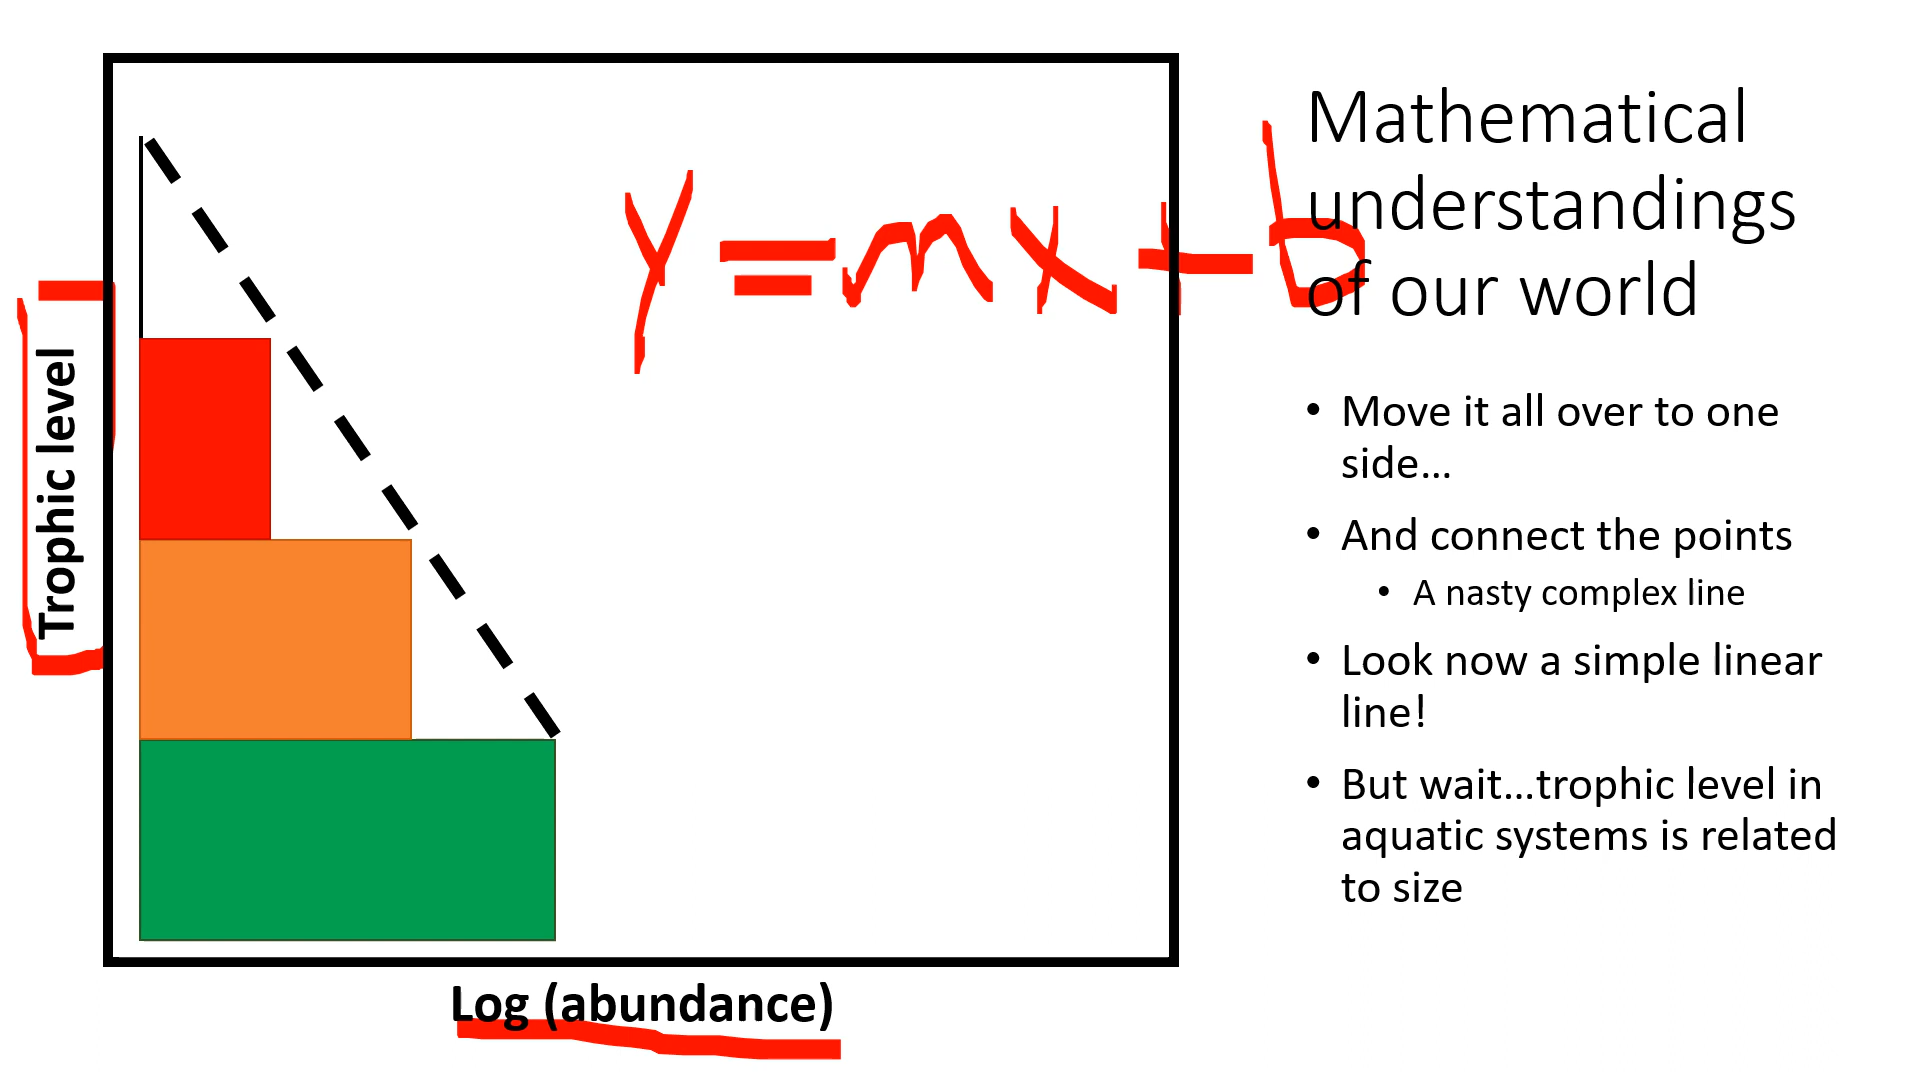 Mathematical
understandings
of our world
y = mx + b
Trophic level
Log (abundance)
• Move it all over to one
side...
• And connect the points
• A nasty complex line
• Look now a simple linear
line!
• But wait...trophic level in
aquatic systems is related
to size